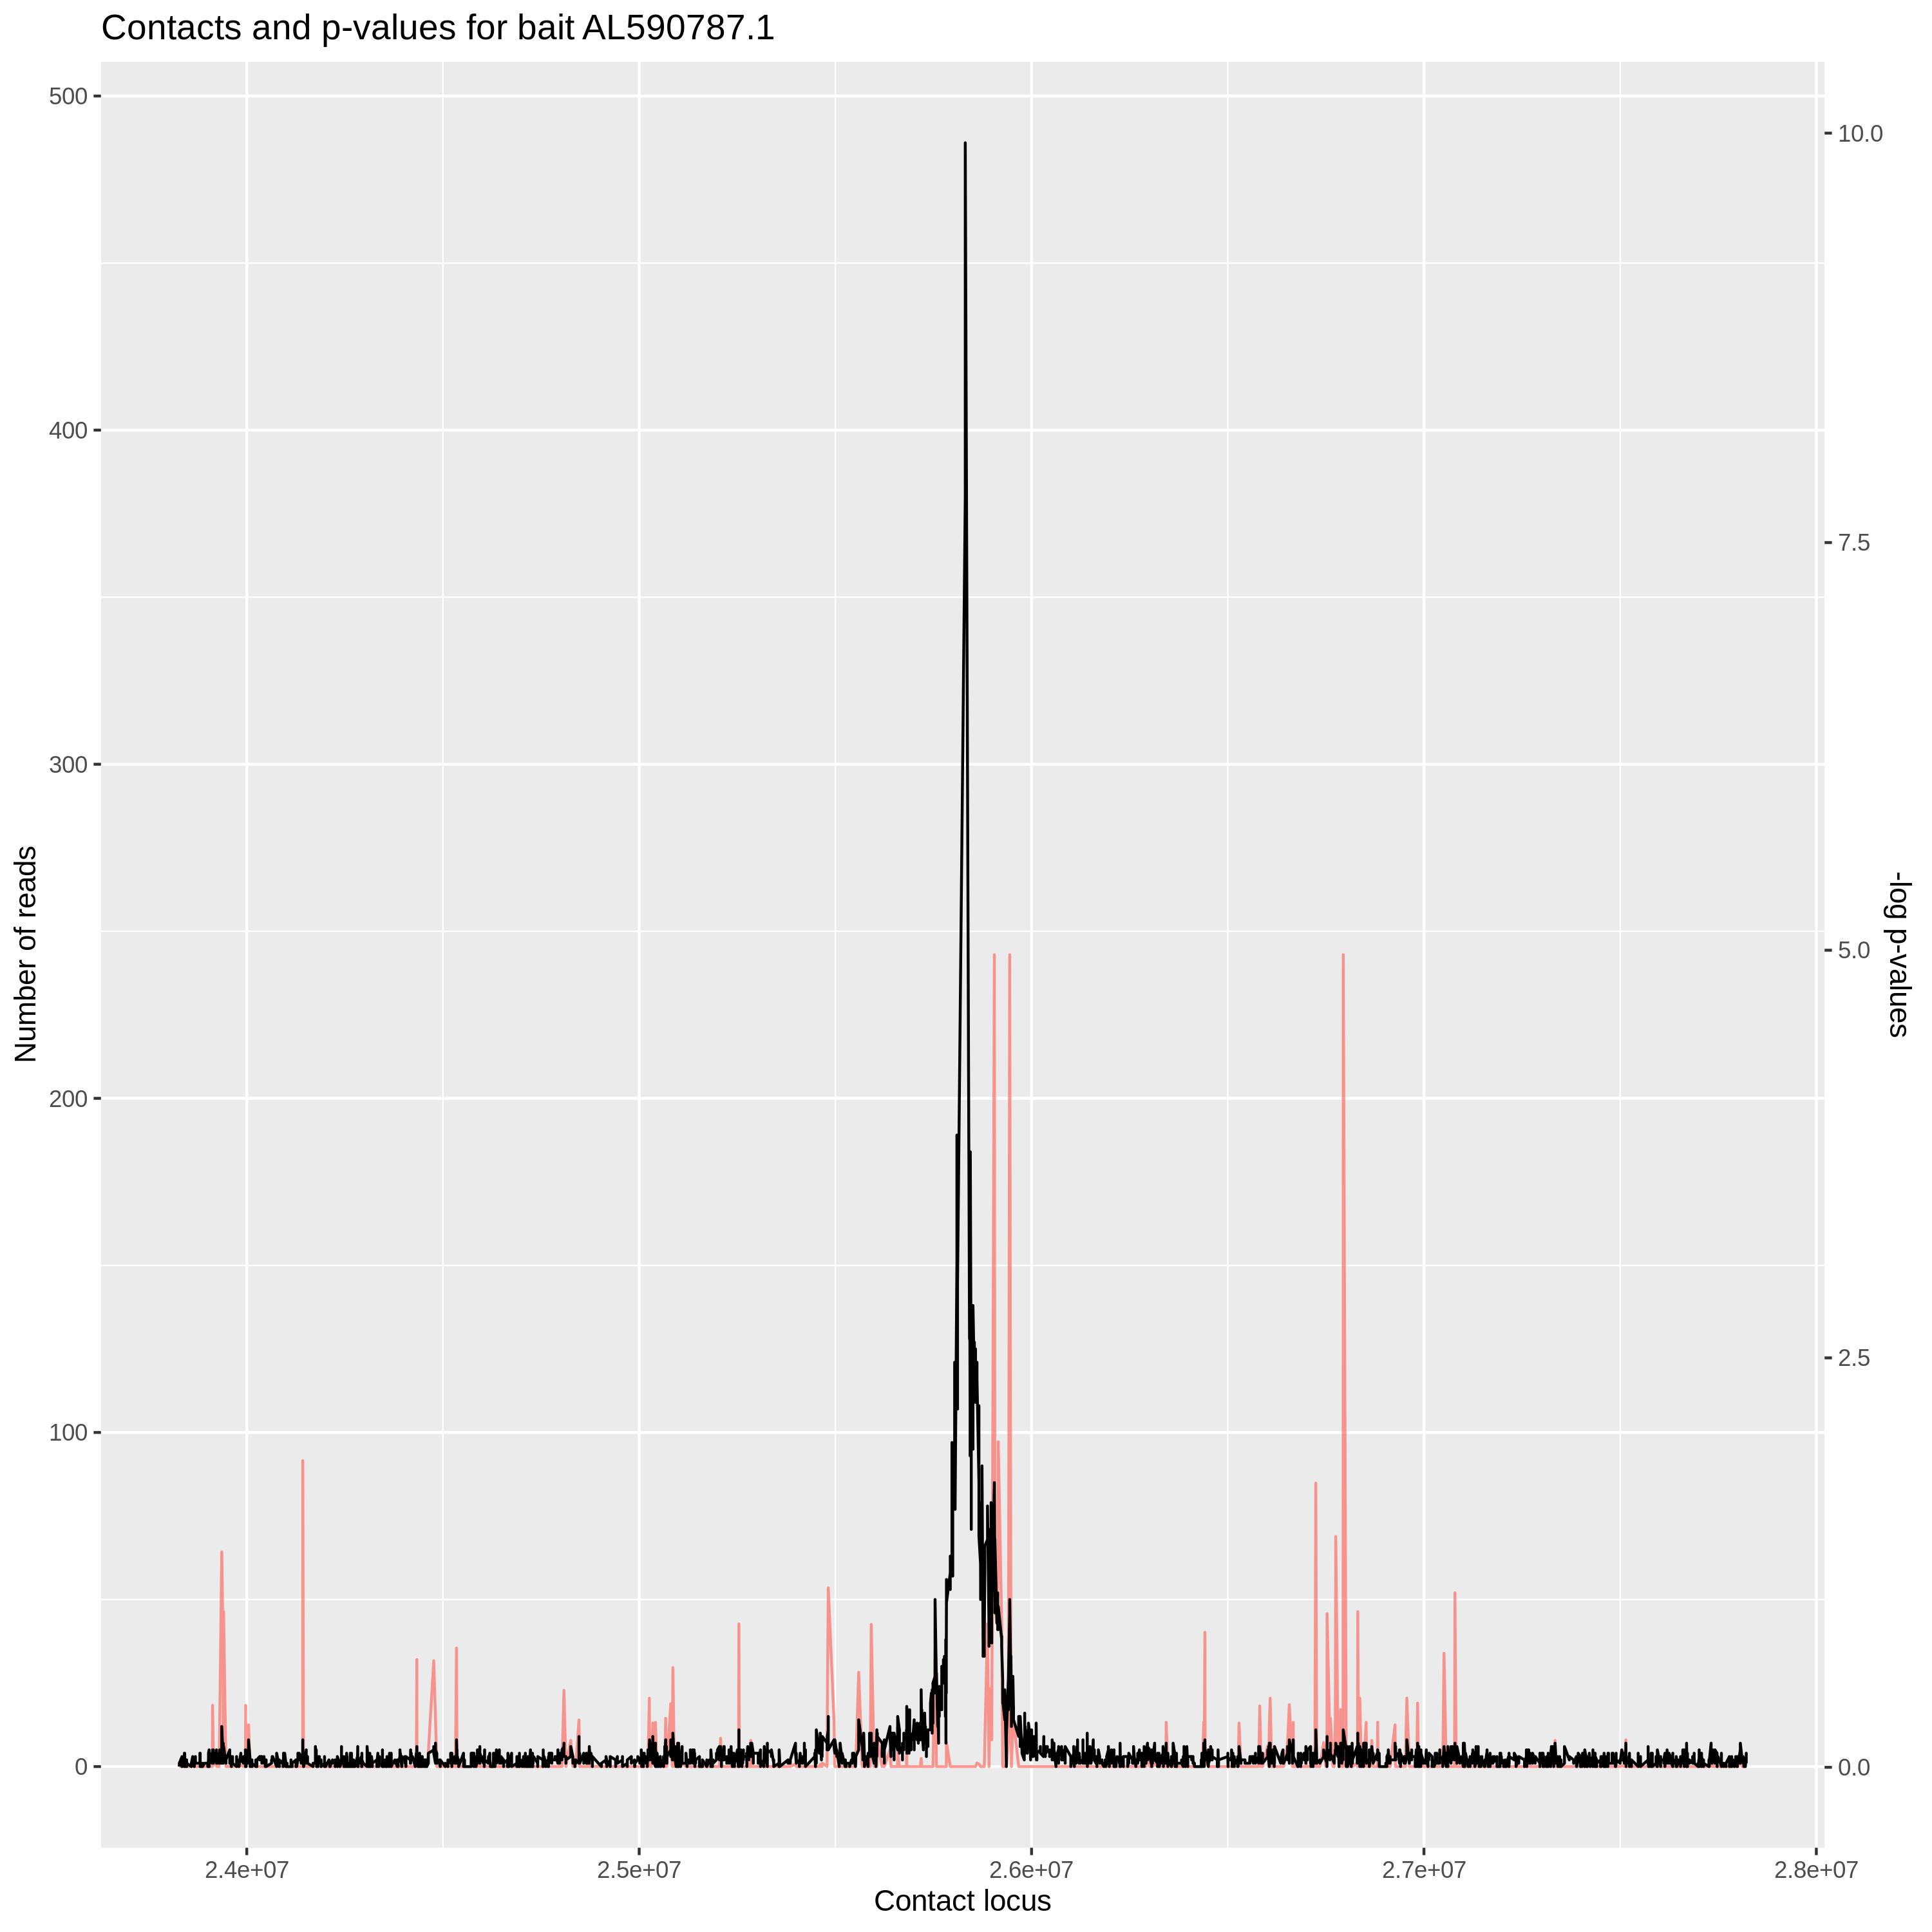 Contacts and p-values for bait AL590787.1
500
400
300
200
100
0
Number of reads
10.0
7.5
5.0
2.5
0.0
-log p-values
2.4e+07
2.5e+07
2.6e+07
2.7e+07
2.8e+07
Contact locus